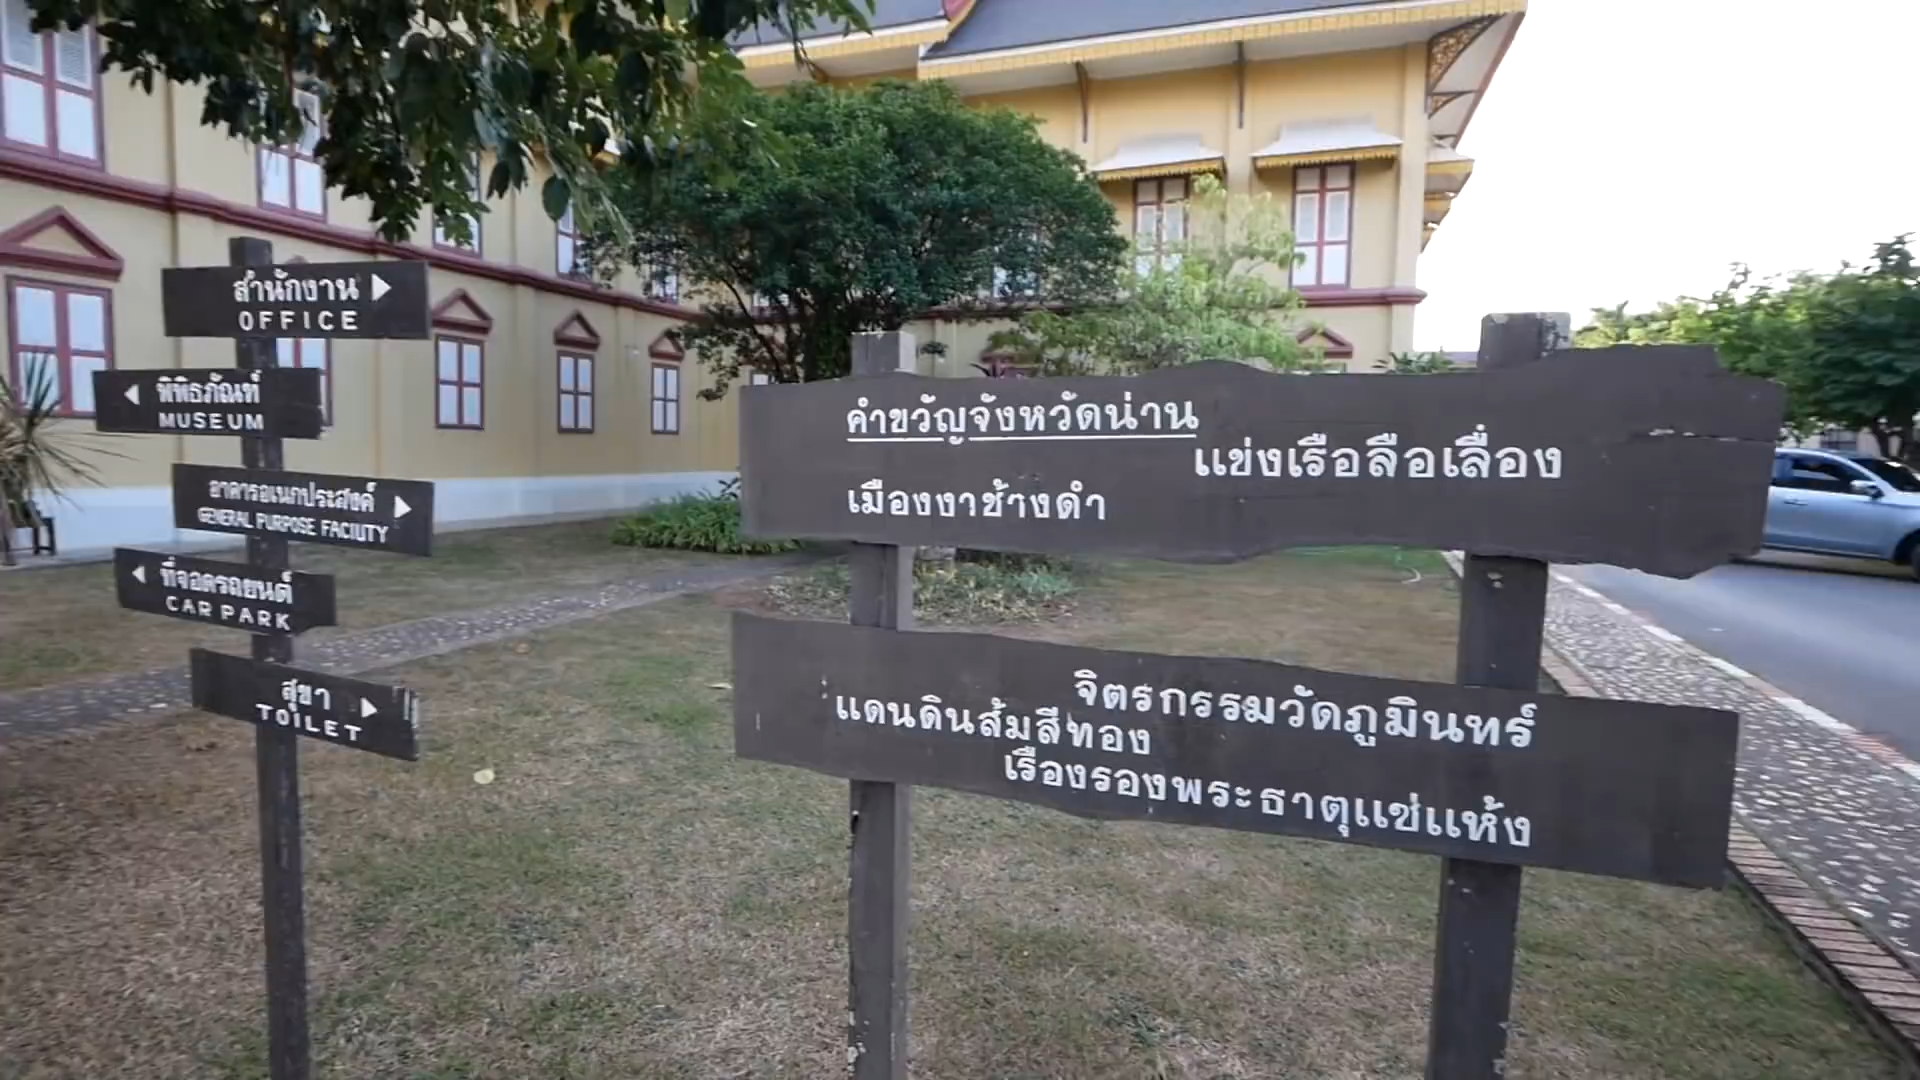 สำนักงาน
OFFICE
พิพิธภัณฑ์
MUSEUM
อาคารอเนกประสงค์
GENERAL PURPOSE FACILITY
ที่จอดรถยนต์
CAR PARK
สุขา
TOILET
คำขวัญจังหวัดน่าน
แข่งเรือลือเลื่อง
เมืองงาช้างดำ
จิตรกรรมวัดภูมินทร์
แดนดินส้มสีทอง
เรืองรองพระธาตุแช่แห้ง